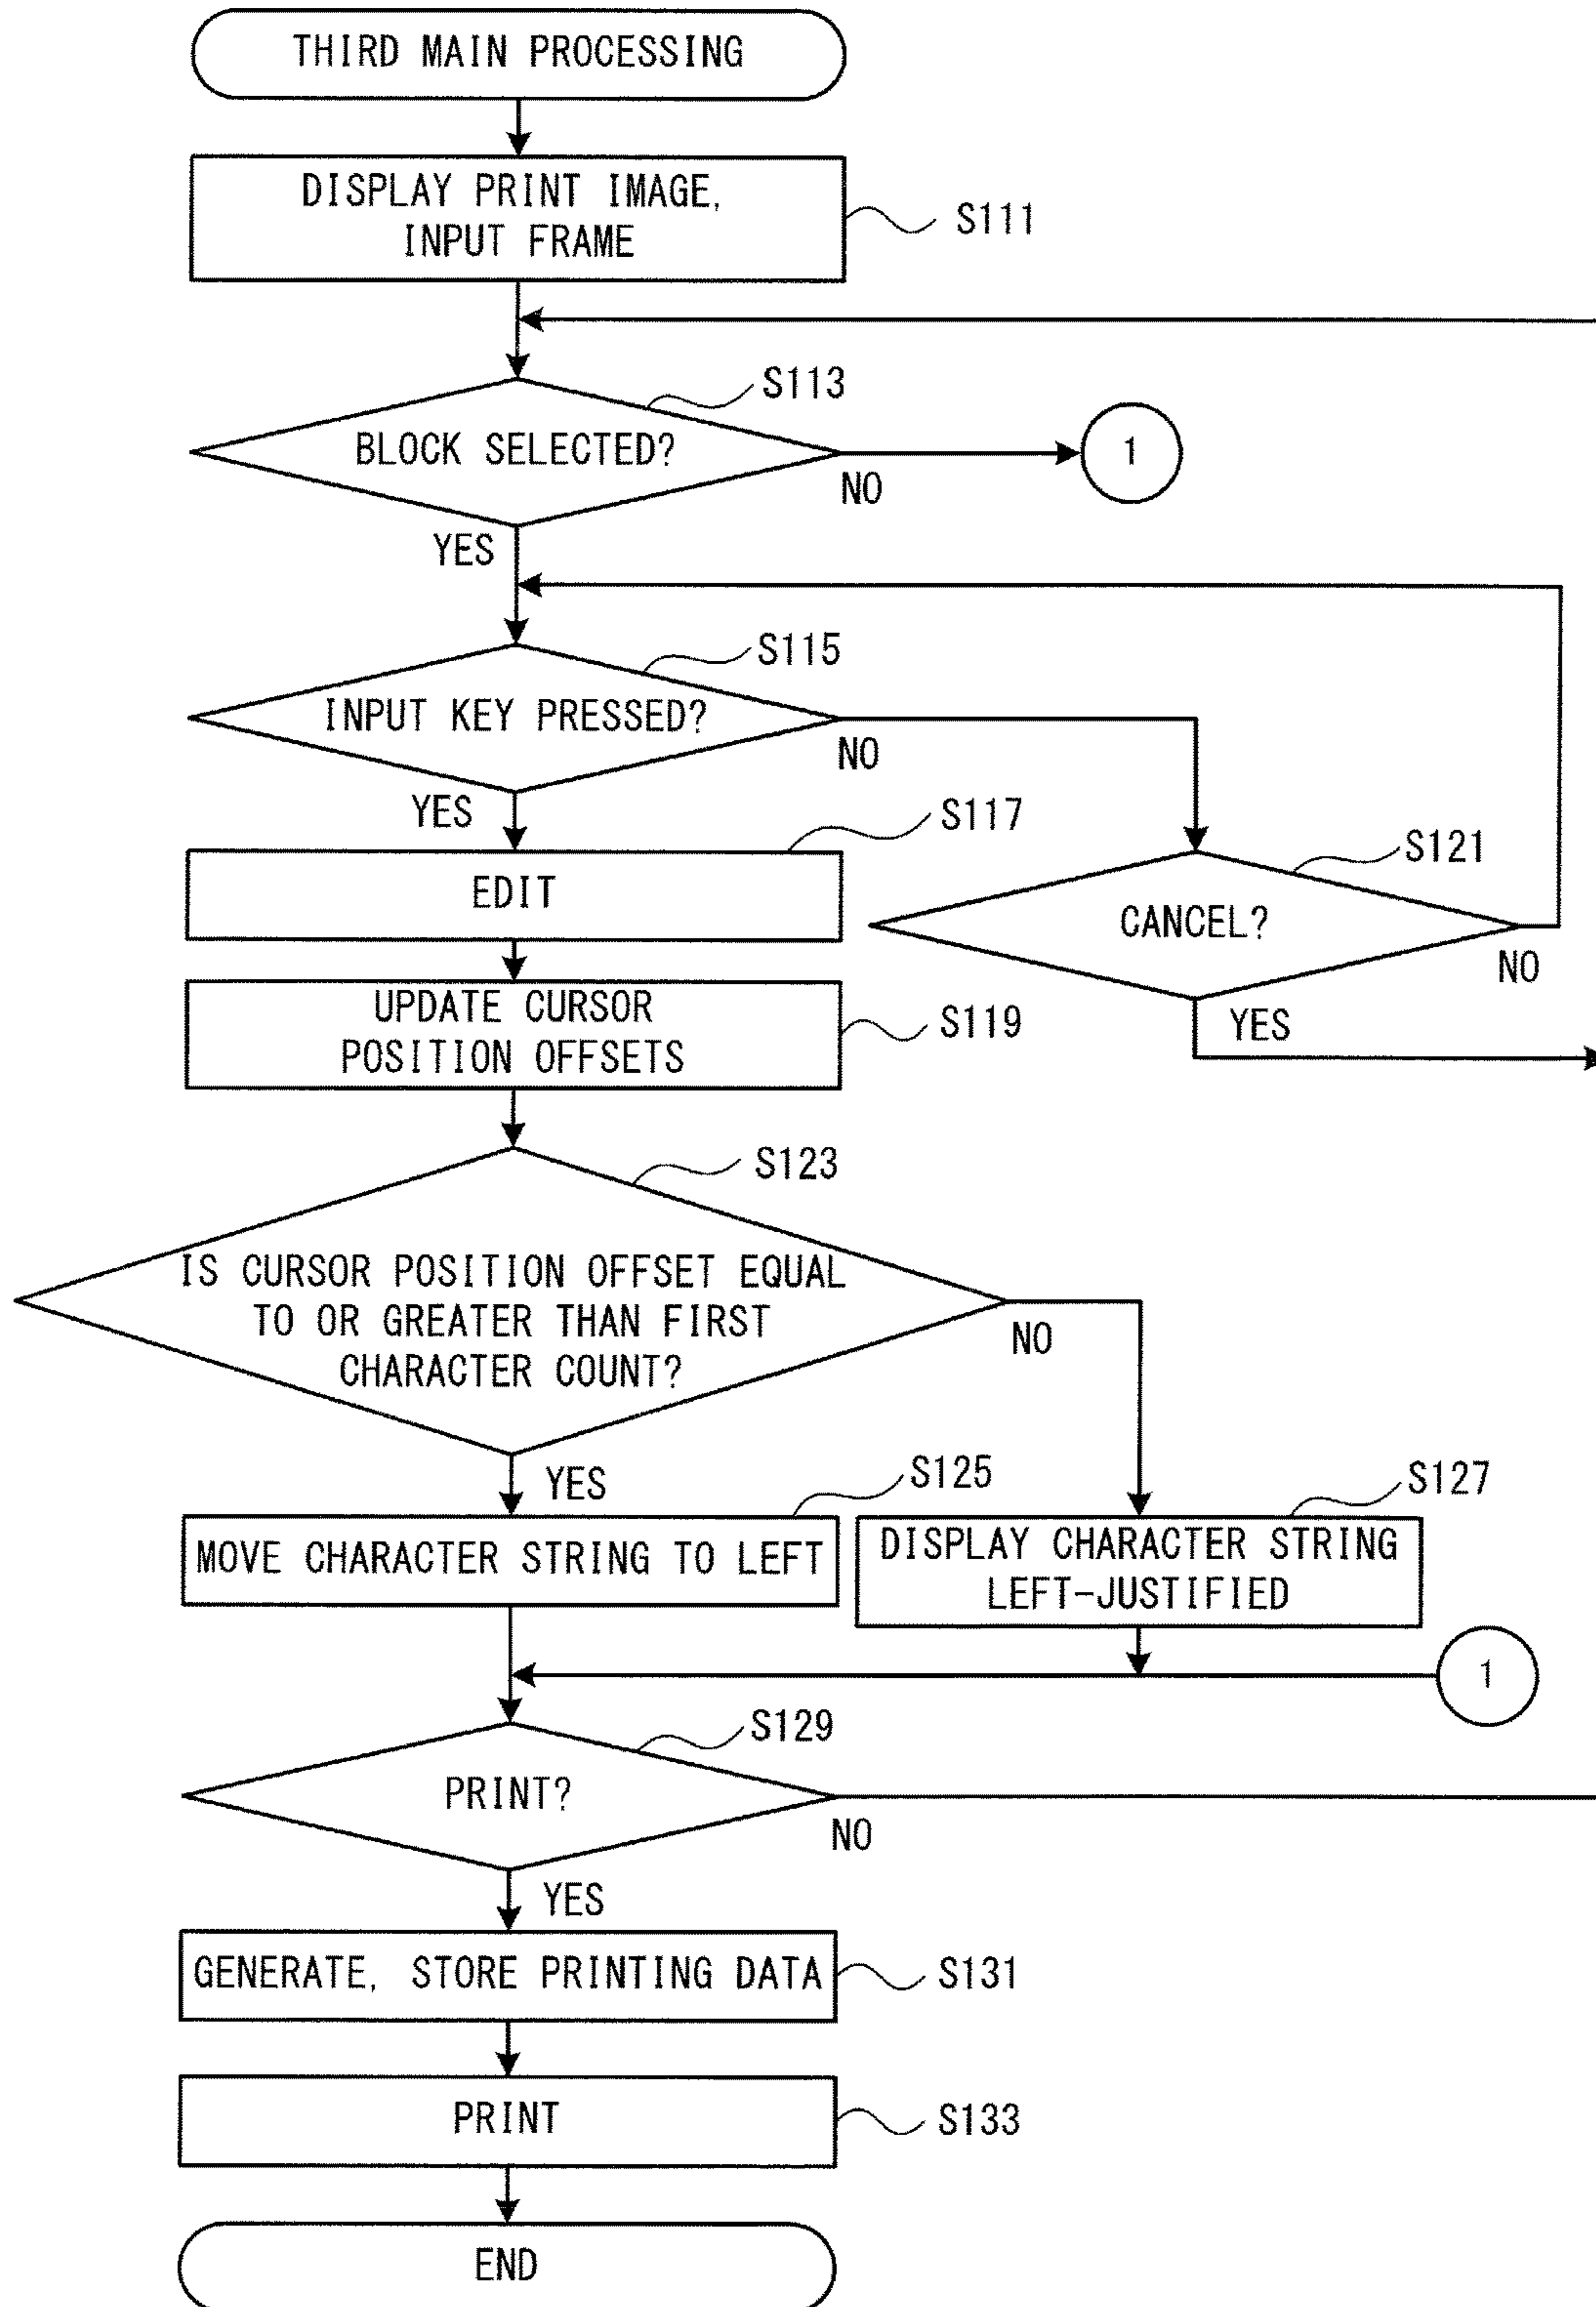 THIRD MAIN PROCESSING
DISPLAY PRINT IMAGE,
INPUT FRAME
S111
S113
BLOCK SELECTED?
1
NO
YES
S115
INPUT KEY PRESSED?
NO
YES
S117
EDIT
S121
CANCEL?
NO
YES
UPDATE CURSOR
POSITION OFFSETS
S119
S123
IS CURSOR POSITION OFFSET EQUAL
TO OR GREATER THAN FIRST
CHARACTER COUNT?
NO
YES
S125
MOVE CHARACTER STRING TO LEFT
S127
DISPLAY CHARACTER STRING
LEFT-JUSTIFIED
1
S129
PRINT?
NO
YES
GENERATE, STORE PRINTING DATA
S131
PRINT
S133
END